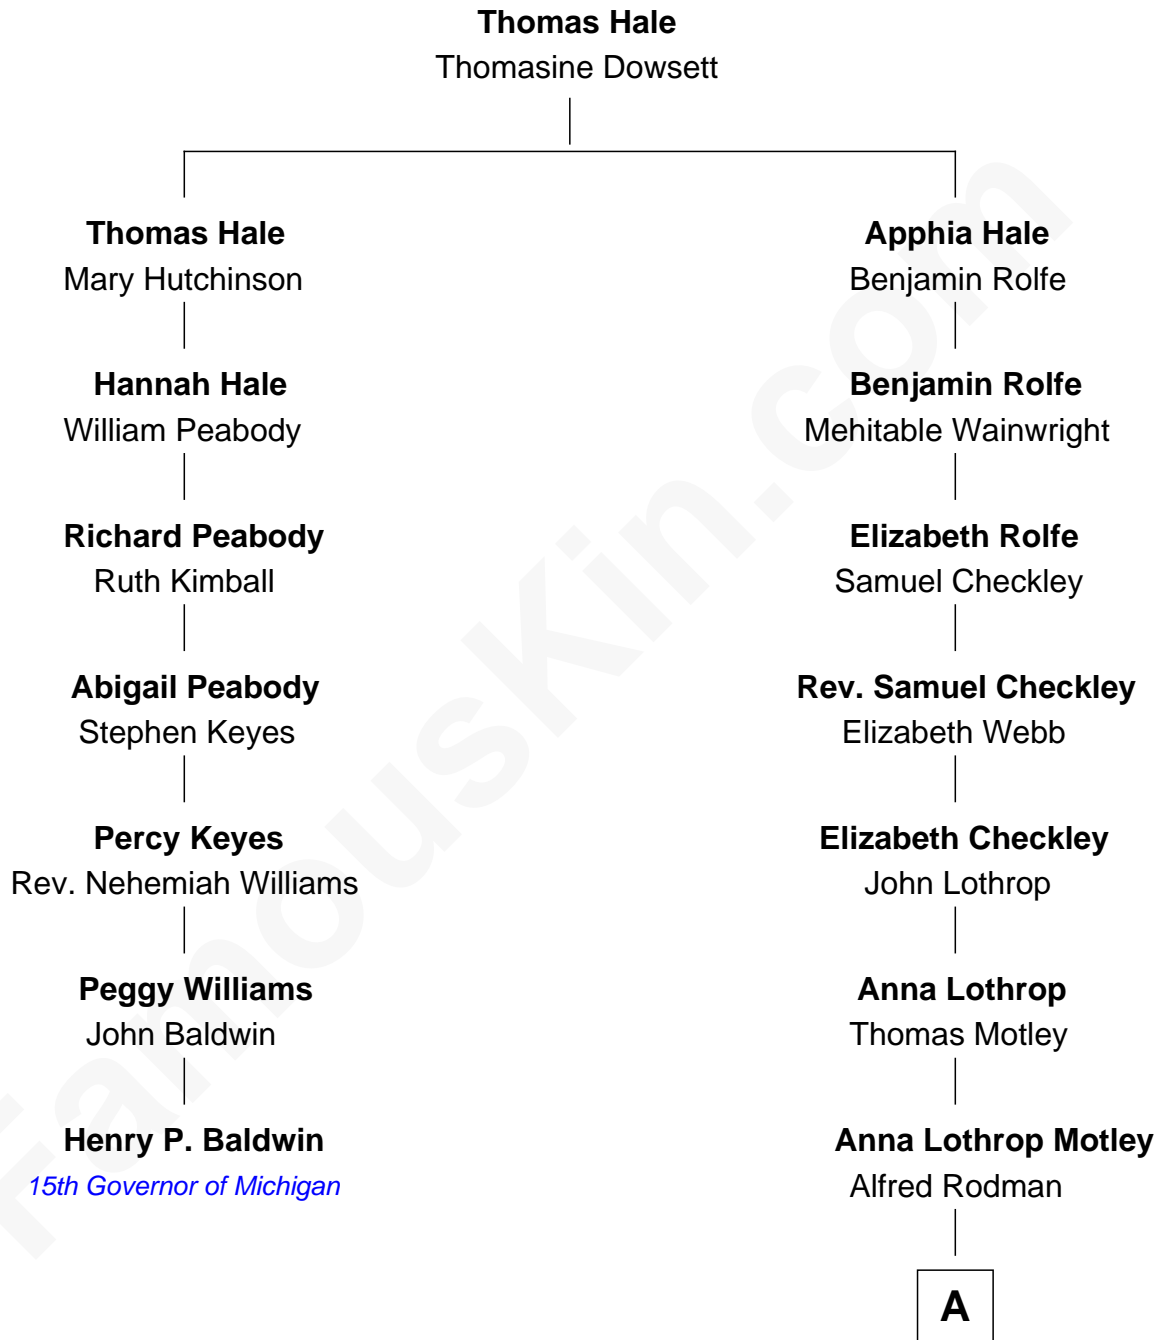 Thomas Hale
Thomasine Dowsett
Thomas Hale
Mary Hutchinson
Hannah Hale
William Peabody
Richard Peabody
Ruth Kimball
Abigail Peabody
Stephen Keyes
Percy Keyes
Rev. Nehemiah Williams
Peggy Williams
John Baldwin
Henry P. Baldwin
15th Governor of Michigan
Apphia Hale
Benjamin Rolfe
Benjamin Rolfe
Mehitable Wainwright
Elizabeth Rolfe
Samuel Checkley
Rev. Samuel Checkley
Elizabeth Webb
Elizabeth Checkley
John Lothrop
Anna Lothrop
Thomas Motley
Anna Lothrop Motley
Alfred Rodman
A
FamousKin.com